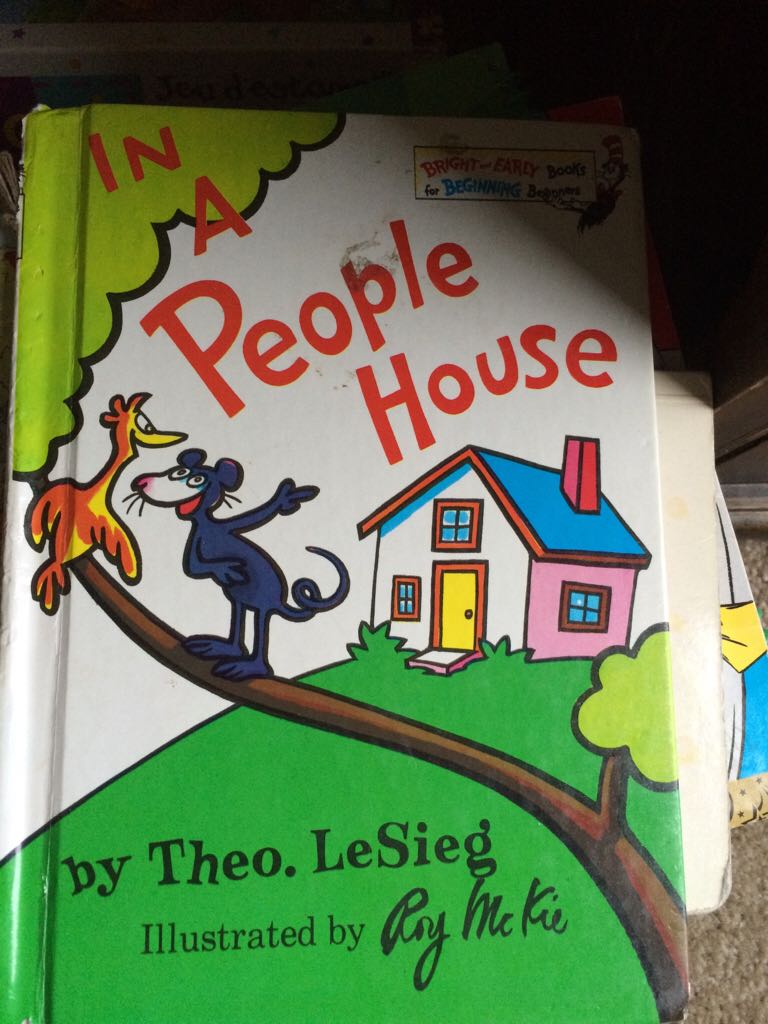 IN
A
People
House
BRIGHT and EARLY BOOKS
for BEGINNING Beginners
by Theo. LeSieg
Illustrated by Roy McKie